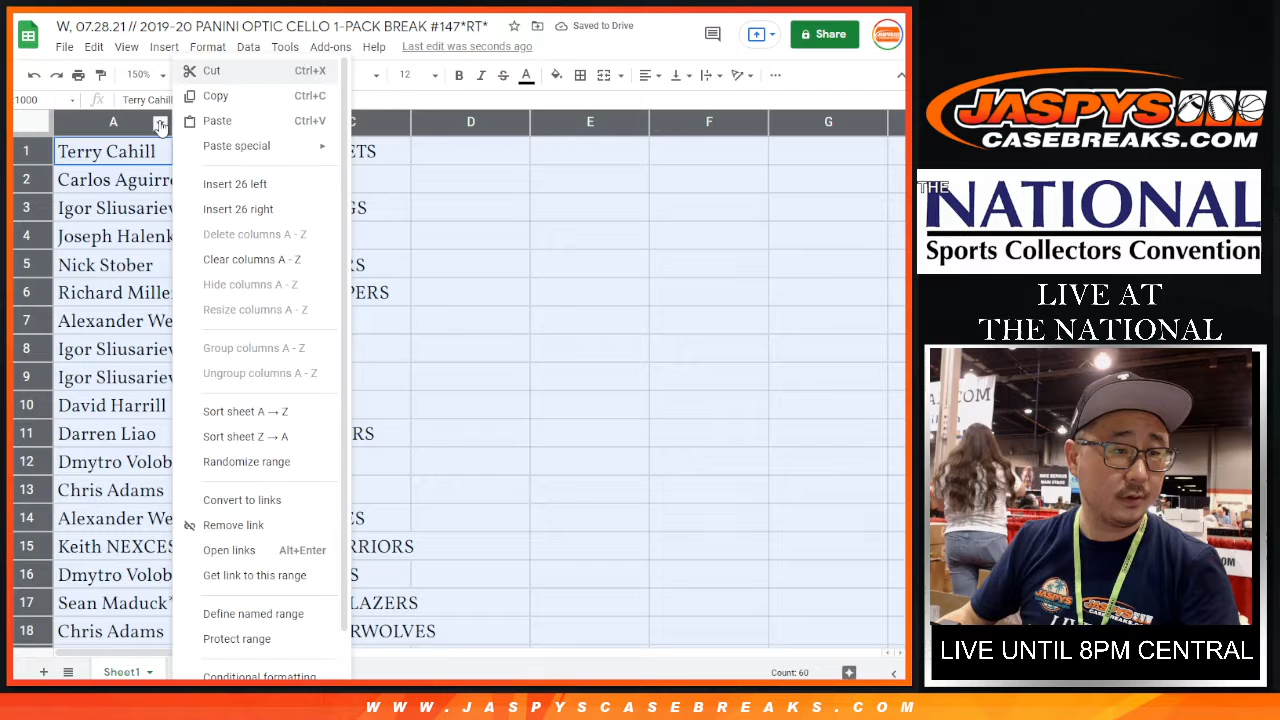 W, 07.28.21 // 2019-20 PANINI OPTIC CELLO 1-PACK BREAK #147*RT*
Saved to Drive
Share
File Edit View Insert Format Data Tools Add-ons Help Last edit was seconds ago
150% 12 B I S A
1000 fx Terry Cahill
A C D E F G
1 Terry Cahill ETS
2 Carlos Aguirre
3 Igor Sliusariev GS
4 Joseph Halenk
5 Nick Stober RS
6 Richard Miller PERS
7 Alexander We
8 Igor Sliusariev
9 Igor Sliusariev
10 David Harrill
11 Darren Liao RS
12 Dmytro Volob
13 Chris Adams
14 Alexander We ES
15 Keith NEXCES RRIORS
16 Dmytro Volob S
17 Sean Maduck* LAZERS
18 Chris Adams RWOLVES
Cut Ctrl+X
Copy Ctrl+C
Paste Ctrl+V
Paste special
Insert 26 left
Insert 26 right
Delete columns A - Z
Clear columns A - Z
Hide columns A - Z
Resize columns A - Z
Group columns A - Z
Ungroup columns A - Z
Sort sheet A → Z
Sort sheet Z → A
Randomize range
Convert to links
Remove link
Open links Alt+Enter
Get link to this range
Define named range
Protect range
Conditional formatting
Sheet1
Count: 60
JASPYS
CASEBREAKS.COM
THE
NATIONAL
Sports Collectors Convention
LIVE AT
THE NATIONAL
JASPYS
LIVE UNTIL 8PM CENTRAL
WWW.JASPYSCASEBREAKS.COM